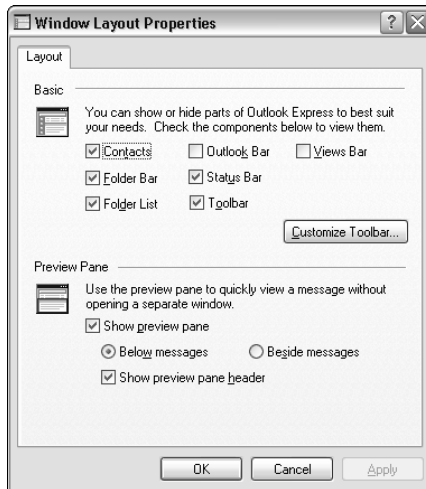 Window Layout Properties
Layout
Basic
You can show or hide parts of Outlook Express to best suit
your needs. Check the components below to view them.
Contacts Outlook Bar Views Bar
Folder Bar Status Bar
Folder List Toolbar
Customize Toolbar...
Preview Pane
Use the preview pane to quickly view a message without
opening a separate window.
Show preview pane
Below messages Beside messages
Show preview pane header
OK Cancel Apply